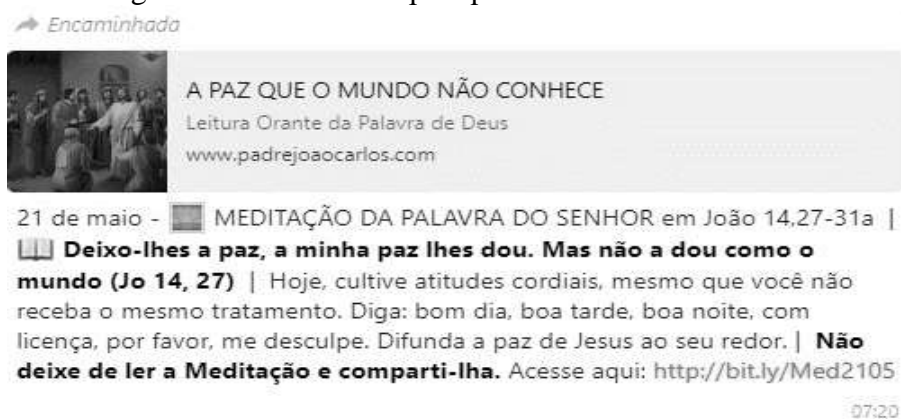 Encaminhada
A PAZ QUE O MUNDO NÃO CONHECE
Leitura Orante da Palavra de Deus
www.padrejoaocarlos.com
21 de maio - MEDITAÇÃO DA PALAVRA DO SENHOR em João 14,27-31a |
Deixo-lhes a paz, a minha paz lhes dou. Mas não a dou como o
mundo (Jo 14, 27) | Hoje, cultive atitudes cordiais, mesmo que você não
receba o mesmo tratamento. Diga: bom dia, boa tarde, boa noite, com
licença, por favor, me desculpe. Difunda a paz de Jesus ao seu redor. | Não
deixe de ler a Meditação e comparti-lha. Acesse aqui: http://bit.ly/Med2105
07:20